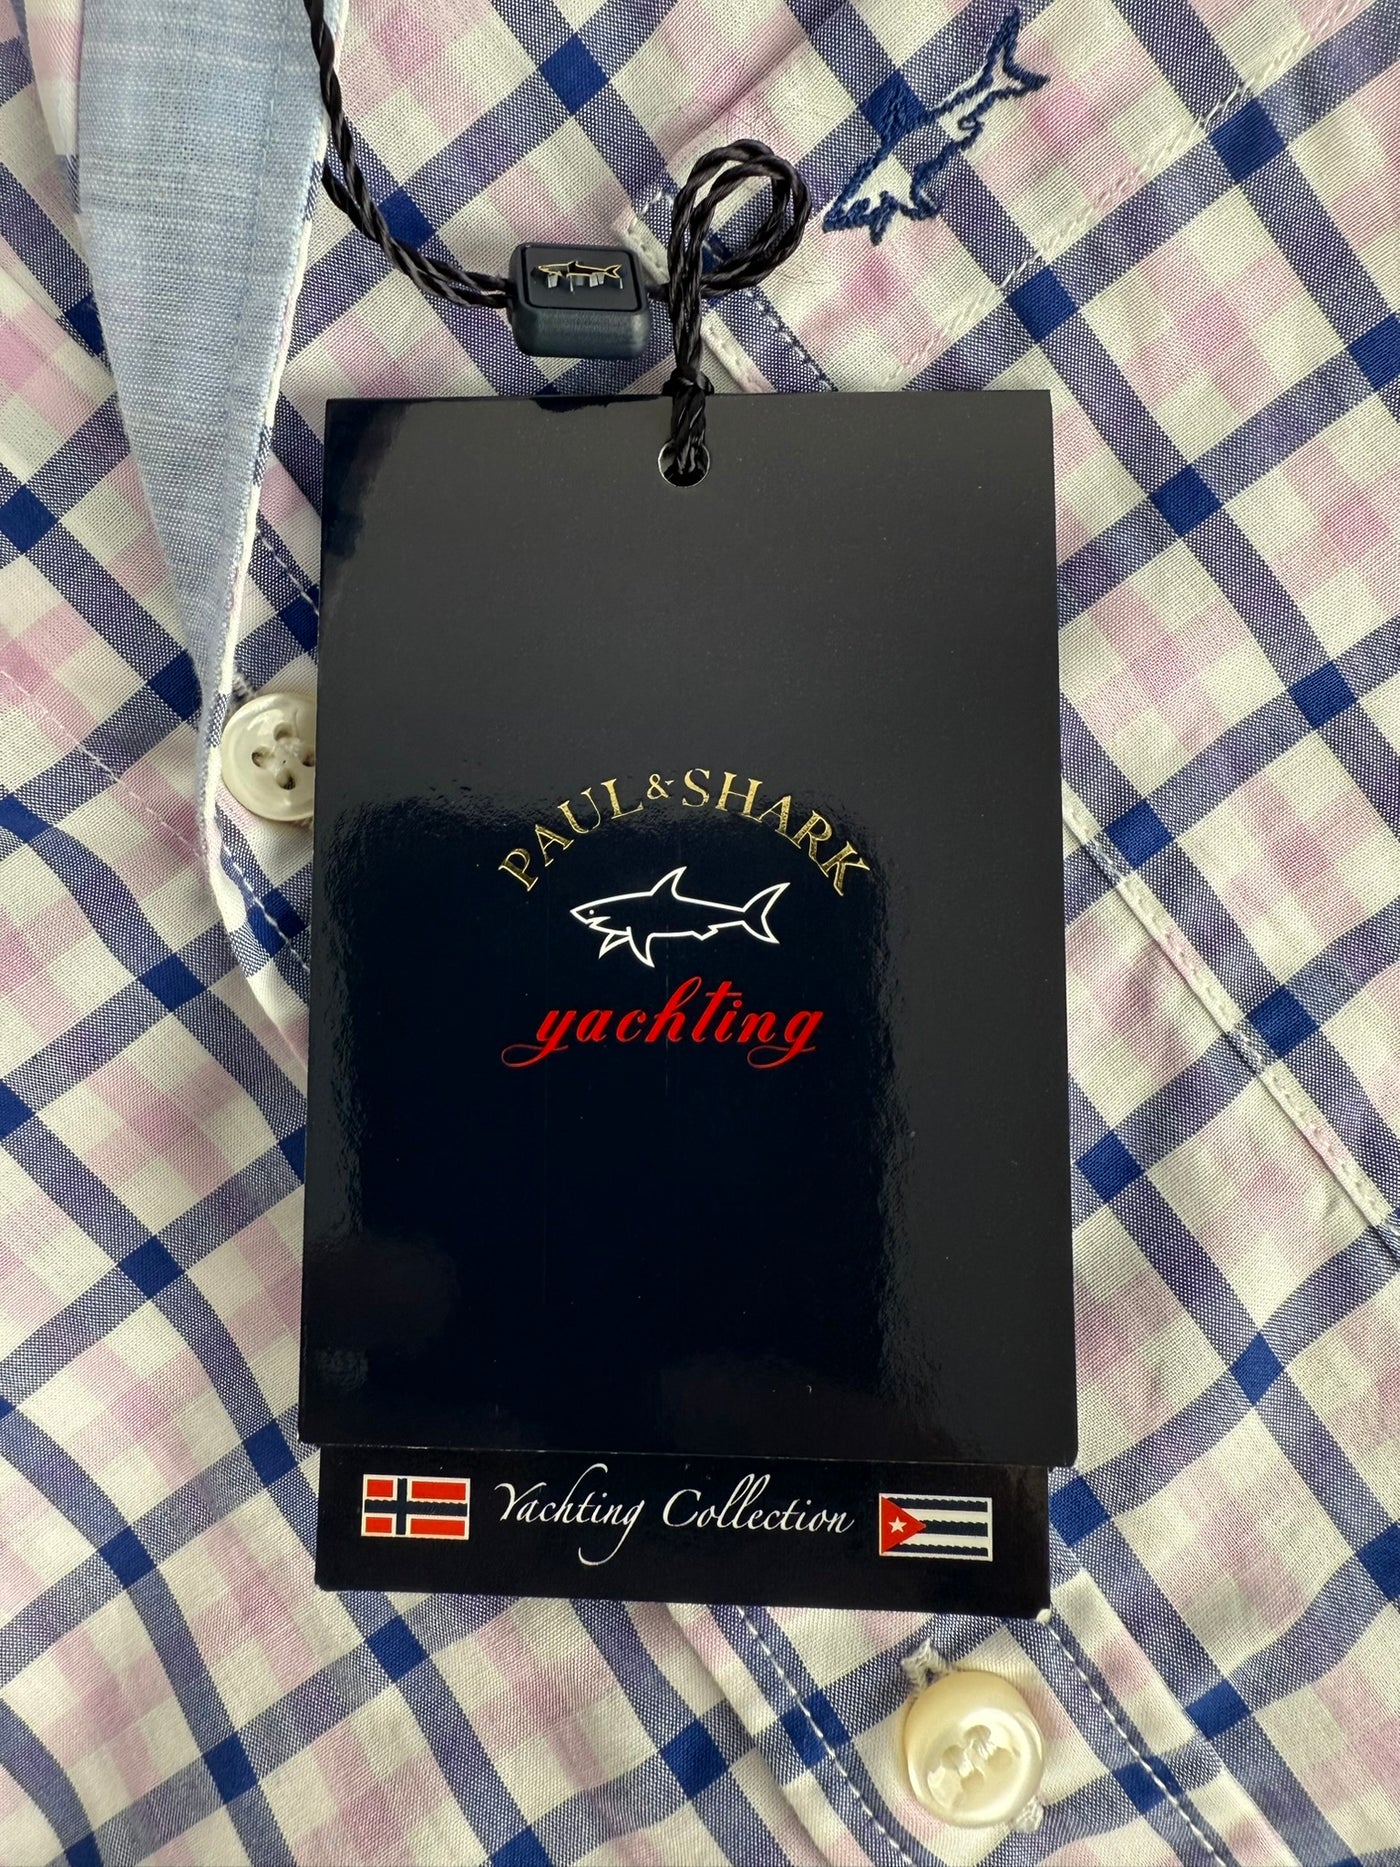 PAUL & SHARK
yachting
Yachting Collection